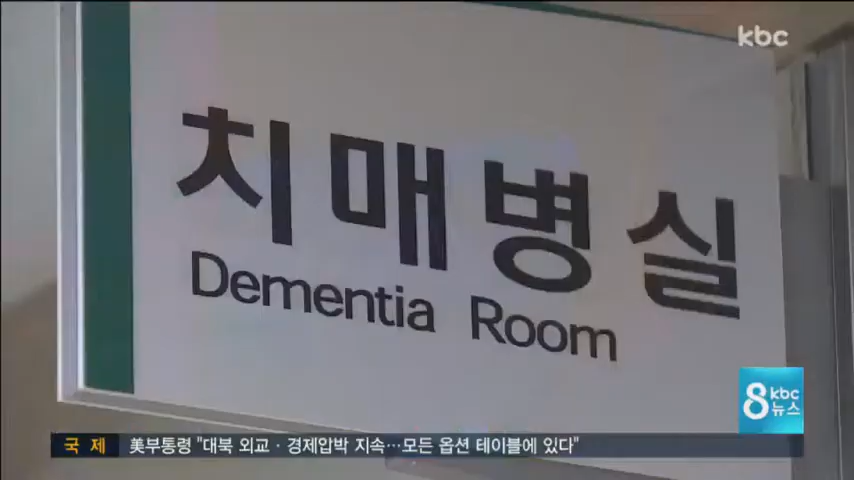 kbc
치매병실
Dementia Room
8 kbc
뉴스
국 제 美부통령 "대북 외교·경제압박 지속…모든 옵션 테이블에 있다"